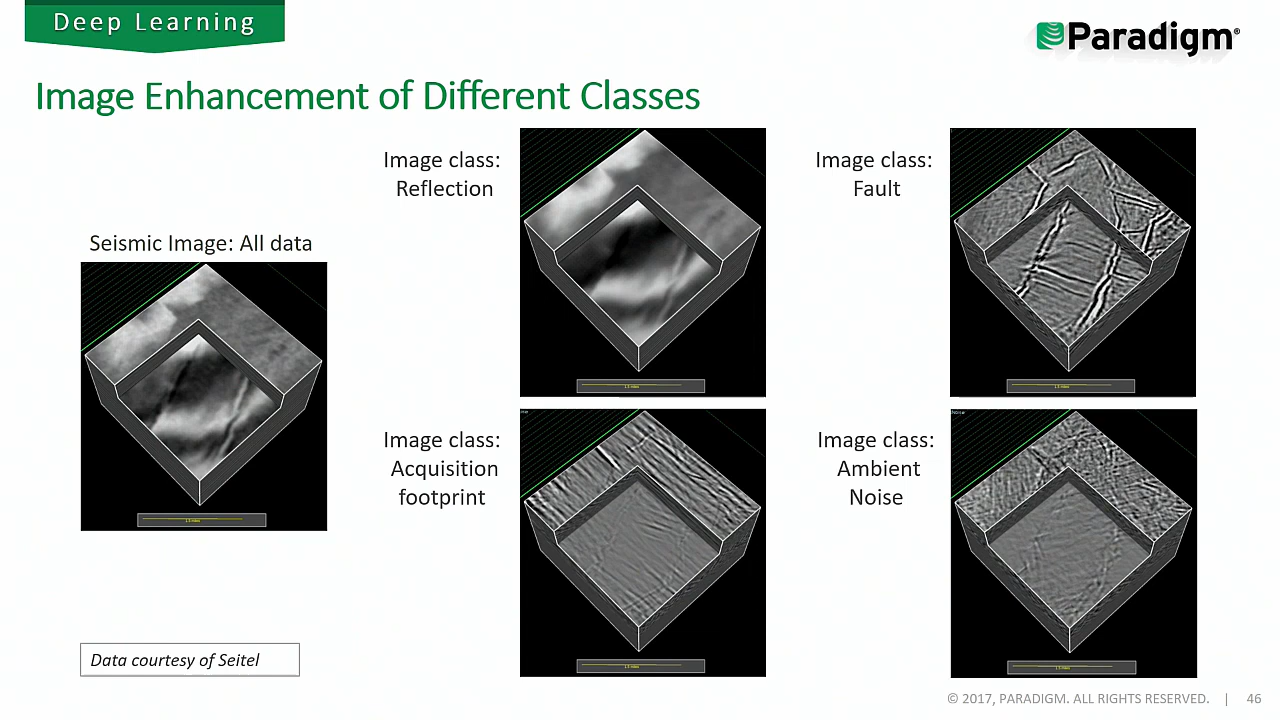 Deep Learning
Paradigm®
Image Enhancement of Different Classes
Seismic Image: All data
Image class:
Reflection
Image class:
Fault
Image class:
Acquisition
footprint
Image class:
Ambient
Noise
Noise
Data courtesy of Seitel
© 2017, PARADIGM. ALL RIGHTS RESERVED. | 46